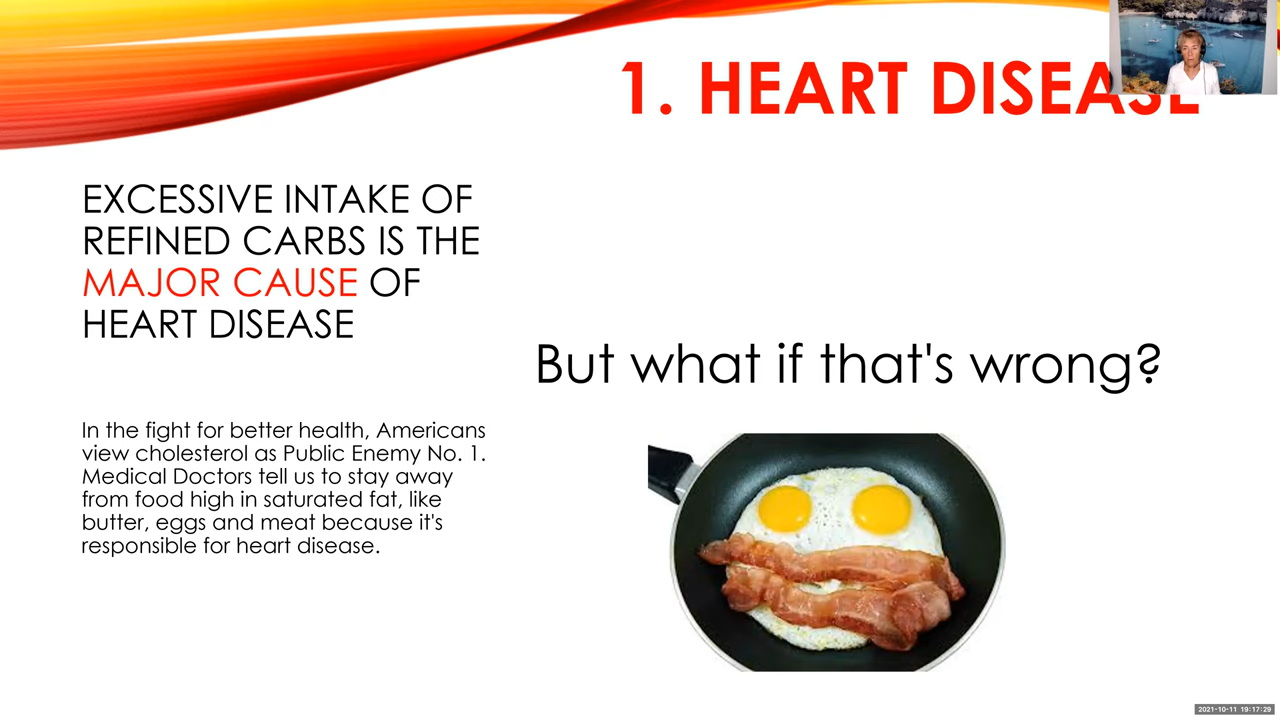 1. HEART DISEASE
EXCESSIVE INTAKE OF
REFINED CARBS IS THE
MAJOR CAUSE OF
HEART DISEASE
But what if that's wrong?
In the fight for better health, Americans
view cholesterol as Public Enemy No. 1.
Medical Doctors tell us to stay away
from food high in saturated fat, like
butter, eggs and meat because it's
responsible for heart disease.
2021-10-11 19:17:29